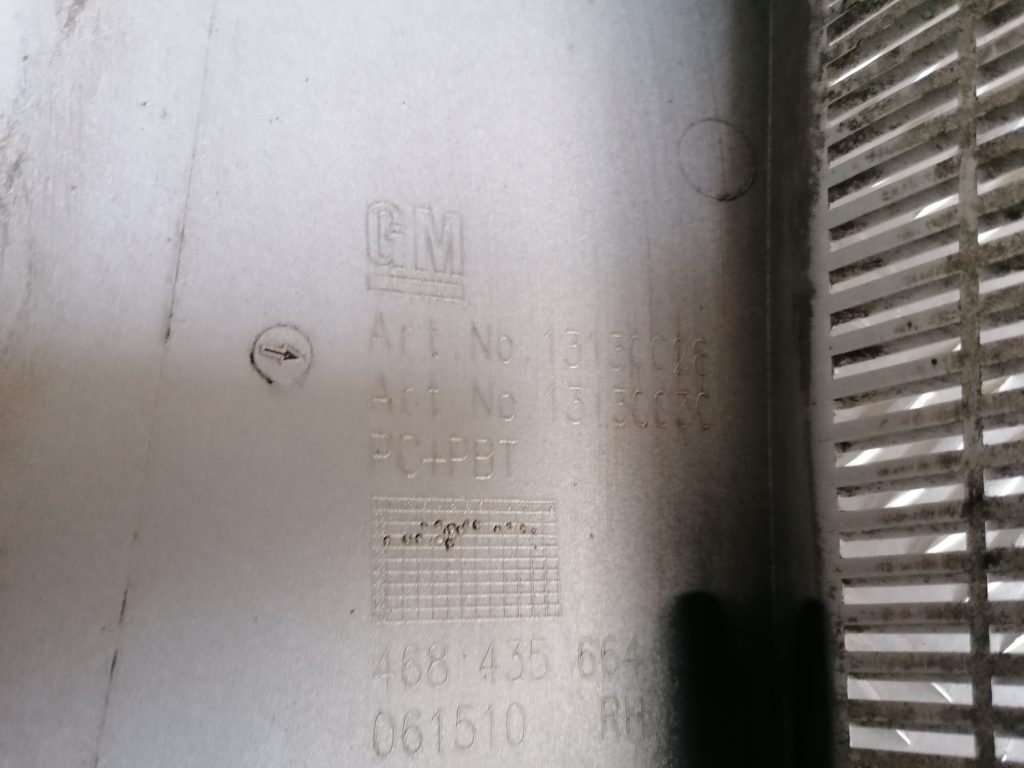 GM
Art. No. 13130026
Art. No 13130030
PC+PBT
468 435 664
061510 RH